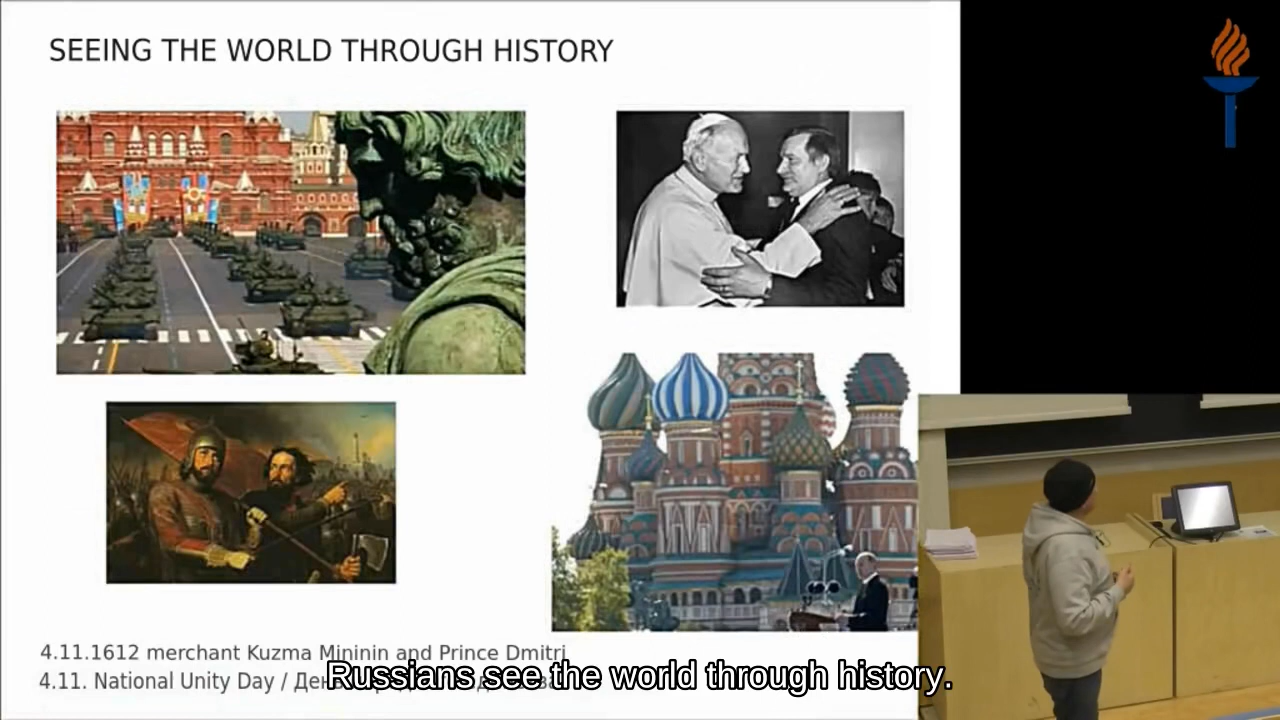 SEEING THE WORLD THROUGH HISTORY
4.11.1612 merchant Kuzma Mininin and Prince Dmitri
4.11. National Unity Day / День
Russians see the world through history.